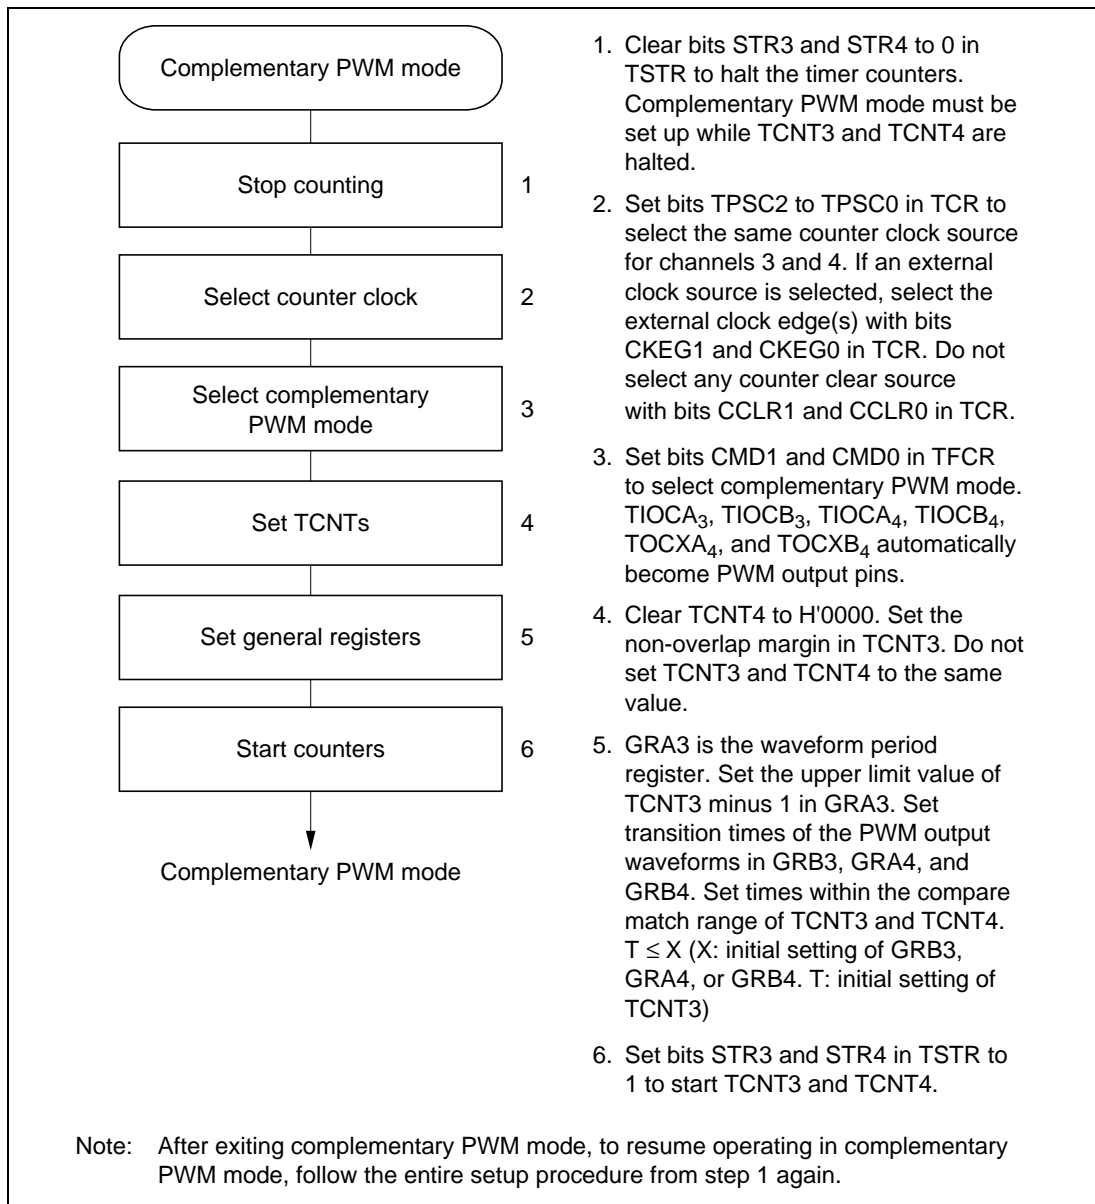 Complementary PWM mode
Stop counting
1
Select counter clock
2
Select complementary
PWM mode
3
Set TCNTs
4
Set general registers
5
Start counters
6
Complementary PWM mode
1. Clear bits STR3 and STR4 to 0 in
TSTR to halt the timer counters.
Complementary PWM mode must be
set up while TCNT3 and TCNT4 are
halted.
2. Set bits TPSC2 to TPSC0 in TCR to
select the same counter clock source
for channels 3 and 4. If an external
clock source is selected, select the
external clock edge(s) with bits
CKEG1 and CKEG0 in TCR. Do not
select any counter clear source
with bits CCLR1 and CCLR0 in TCR.
3. Set bits CMD1 and CMD0 in TFCR
to select complementary PWM mode.
TIOCA₃, TIOCB₃, TIOCA₄, TIOCB₄,
TOCXA₄, and TOCXB₄ automatically
become PWM output pins.
4. Clear TCNT4 to H'0000. Set the
non-overlap margin in TCNT3. Do not
set TCNT3 and TCNT4 to the same
value.
5. GRA3 is the waveform period
register. Set the upper limit value of
TCNT3 minus 1 in GRA3. Set
transition times of the PWM output
waveforms in GRB3, GRA4, and
GRB4. Set times within the compare
match range of TCNT3 and TCNT4.
T ≤ X (X: initial setting of GRB3,
GRA4, or GRB4. T: initial setting of
TCNT3)
6. Set bits STR3 and STR4 in TSTR to
1 to start TCNT3 and TCNT4.
Note: After exiting complementary PWM mode, to resume operating in complementary
PWM mode, follow the entire setup procedure from step 1 again.